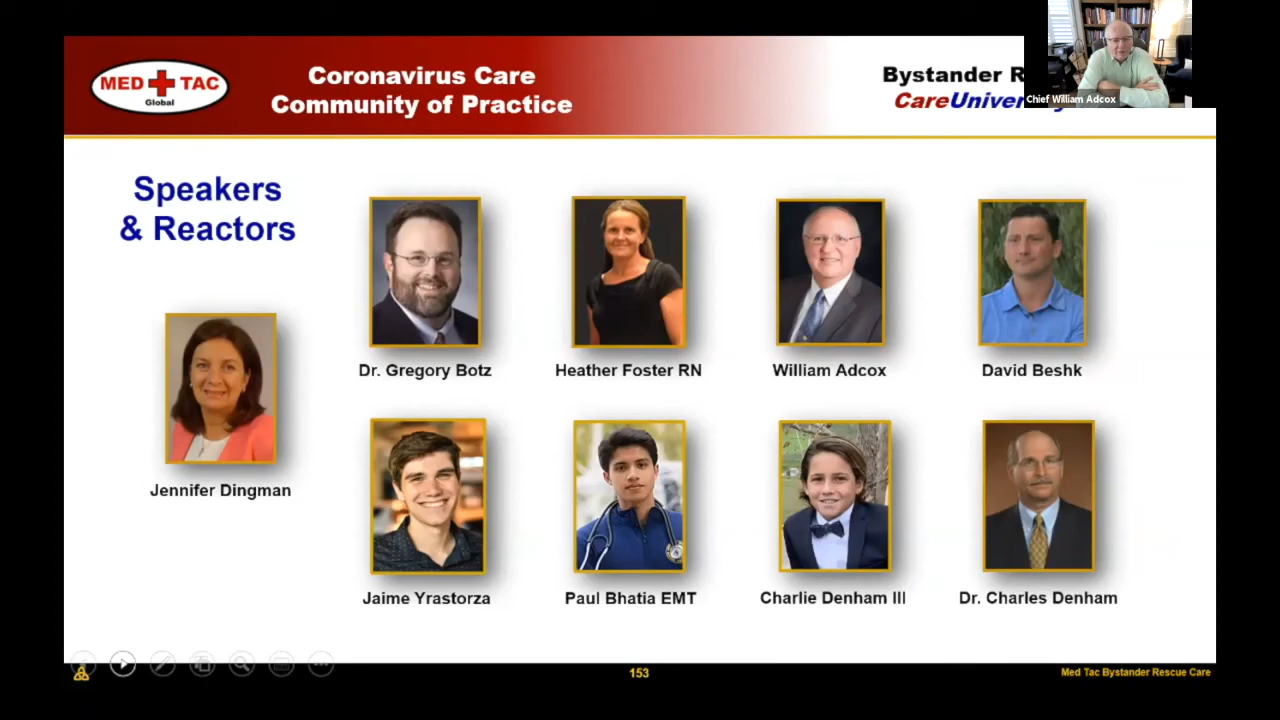 MED TAC
Global
Coronavirus Care
Community of Practice
Bystander R
CareUniver
Chief William Adcox
Speakers
& Reactors
Dr. Gregory Botz
Heather Foster RN
William Adcox
David Beshk
Jennifer Dingman
Jaime Yrastorza
Paul Bhatia EMT
Charlie Denham III
Dr. Charles Denham
153
Med Tac Bystander Rescue Care